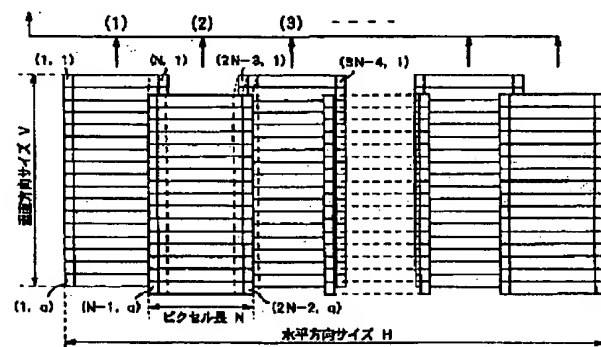 (1) (2) (3)
(1, 1) (N, 1) (2N-3, 1) (3N-4, 1)
垂直方向サイズ V
(1, a) (N-1, a) (2N-2, a)
ピクセル長 N
水平方向サイズ H